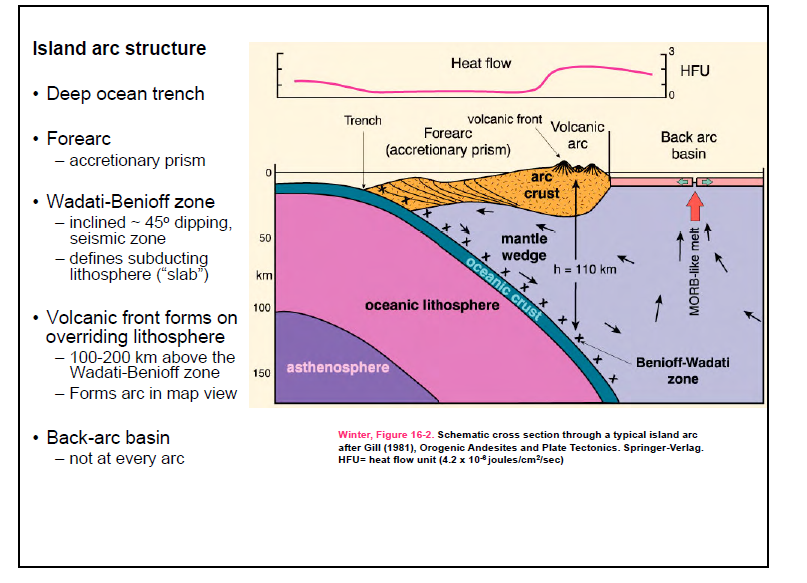 Island arc structure
• Deep ocean trench
• Forearc
– accretionary prism
• Wadati-Benioff zone
– inclined ~ 45º dipping,
seismic zone
– defines subducting
lithosphere (“slab”)
• Volcanic front forms on
overriding lithosphere
– 100-200 km above the
Wadati-Benioff zone
– Forms arc in map view
• Back-arc basin
– not at every arc
Heat flow
3
HFU
0
Trench
volcanic front
Forearc
(accretionary prism)
Volcanic
arc
Back arc
basin
0
arc
crust
50
mantle
wedge
km
h = 110 km
oceanic crust
MORB-like melt
oceanic lithosphere
100
asthenosphere
150
Benioff-Wadati
zone
Winter, Figure 16-2. Schematic cross section through a typical island arc
after Gill (1981), Orogenic Andesites and Plate Tectonics. Springer-Verlag.
HFU= heat flow unit (4.2 x 10⁻⁶ joules/cm²/sec)